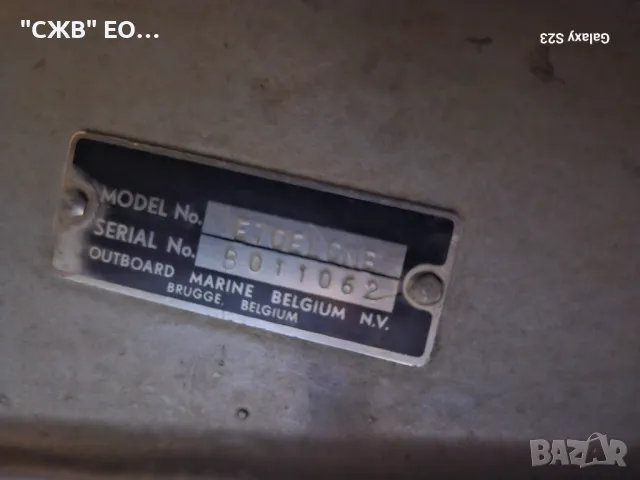 "СЖВ" ЕО...
Galaxy S23
MODEL No.
SERIAL No. B011062
OUTBOARD MARINE BELGIUM N.V.
BRUGGE, BELGIUM
BAZAR